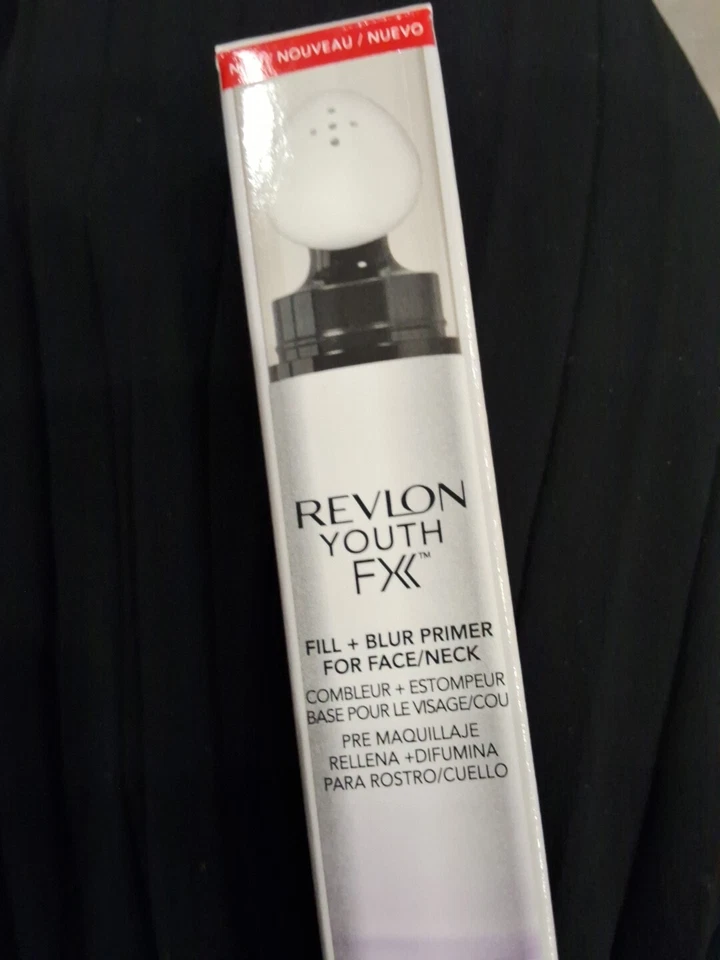 NOUVEAU / NUEVO
REVLON
YOUTH
FX™
FILL + BLUR PRIMER
FOR FACE/NECK
COMBLEUR + ESTOMPEUR
BASE POUR LE VISAGE/COU
PRE MAQUILLAJE
RELLENA +DIFUMINA
PARA ROSTRO/CUELLO